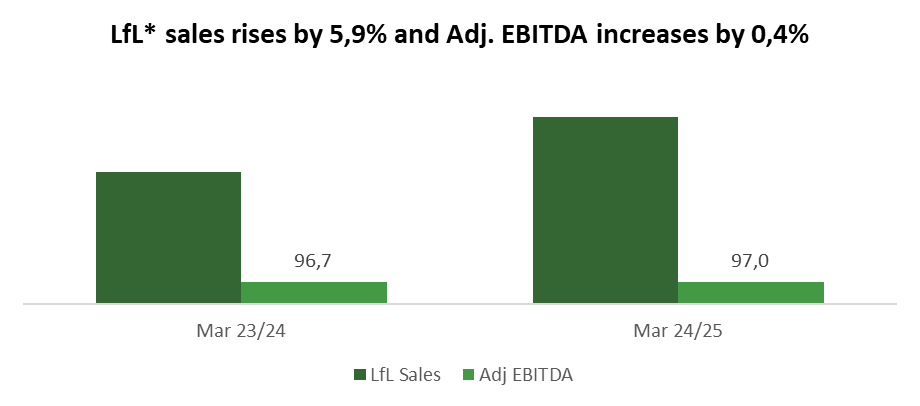 LfL* sales rises by 5,9% and Adj. EBITDA increases by 0,4%
96,7
97,0
Mar 23/24
Mar 24/25
LfL Sales
Adj EBITDA